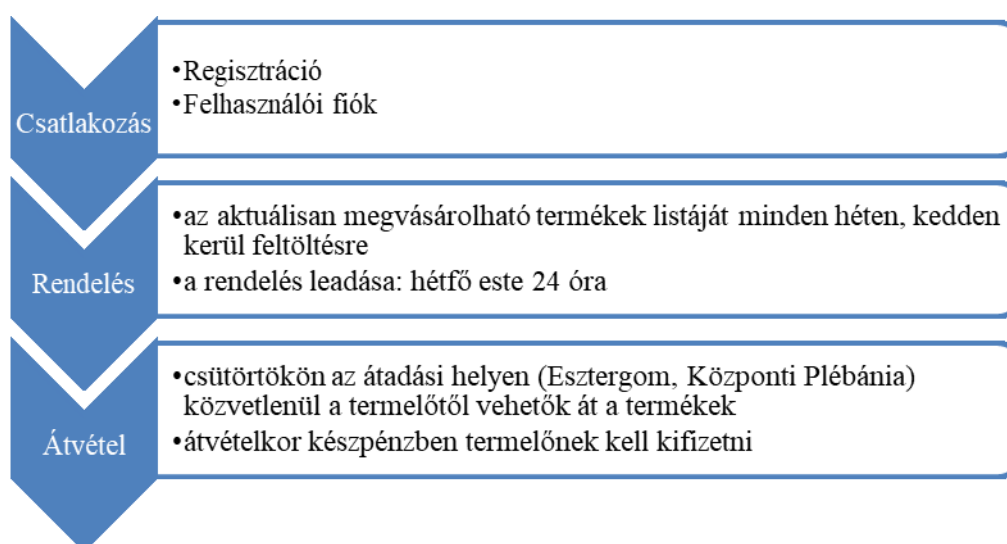 Csatlakozás
•Regisztráció
•Felhasználói fiók
Rendelés
•az aktuálisan megvásárolható termékek listáját minden héten, kedden
kerül feltöltésre
•a rendelés leadása: hétfő este 24 óra
Átvétel
•csütörtökön az átadási helyen (Esztergom, Központi Plébánia)
közvetlenül a termelőtől vehetők át a termékek
•átvételkor készpénzben termelőnek kell kifizetni